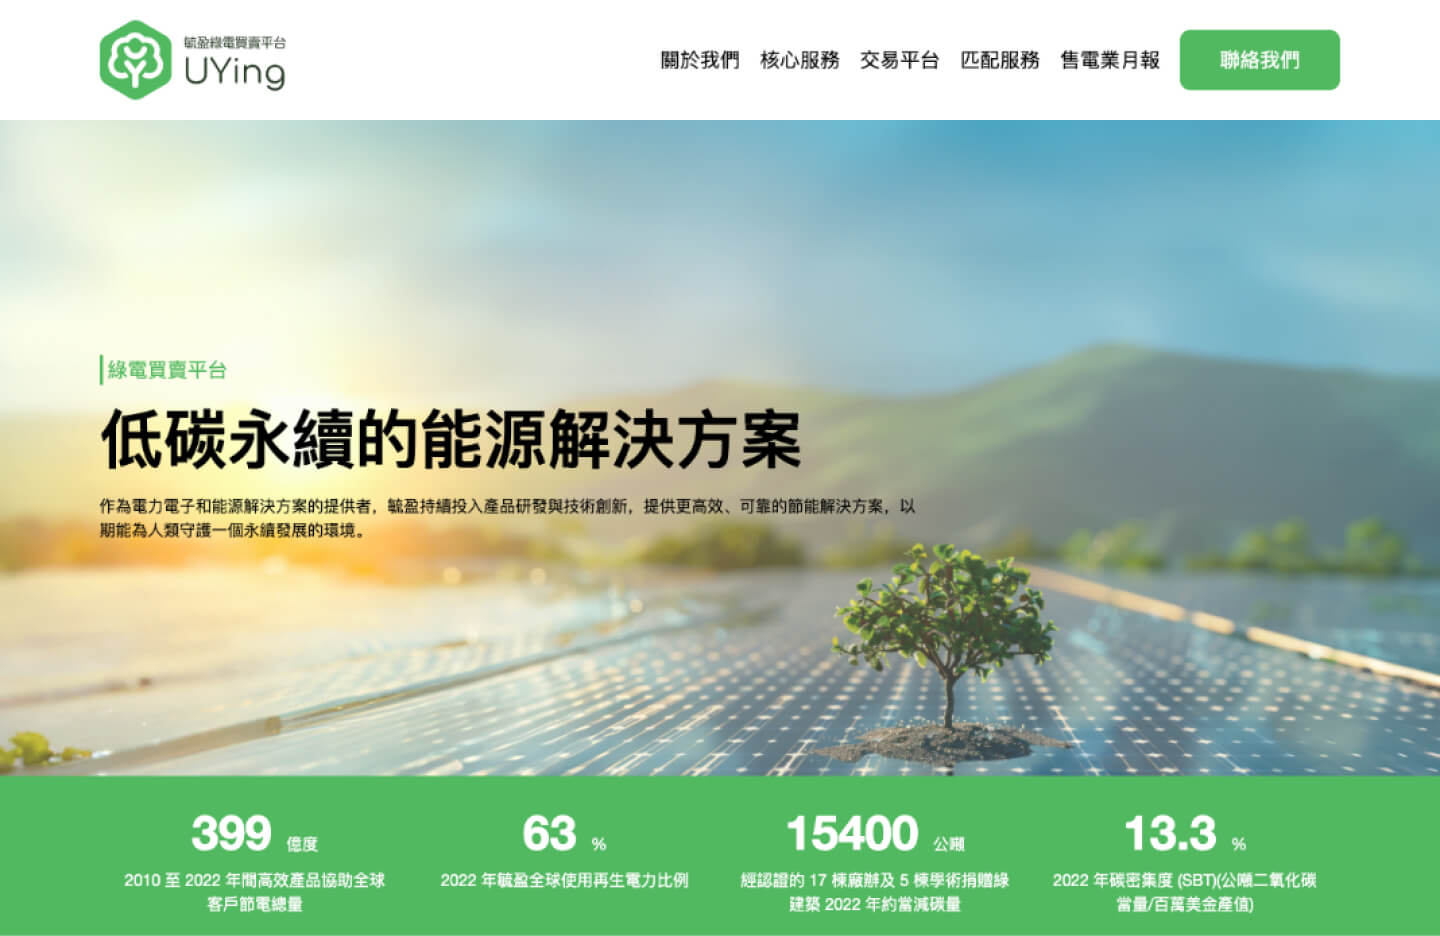 毓盈綠電買賣平台
UYing
關於我們 核心服務 交易平台 匹配服務 售電業月報 聯絡我們
綠電買賣平台
低碳永續的能源解決方案
作為電力電子和能源解決方案的提供者，毓盈持續投入產品研發與技術創新，提供更高效、可靠的節能解決方案，以
期能為人類守護一個永續發展的環境。
399 億度
63 %
15400 公噸
13.3 %
2010 至 2022 年間高效產品協助全球
客戶節電總量
2022 年毓盈全球使用再生電力比例
經認證的 17 棟廠辦及 5 棟學術捐贈綠
建築 2022 年約當減碳量
2022 年碳密集度 (SBT)(公噸二氧化碳
當量/百萬美金產值)